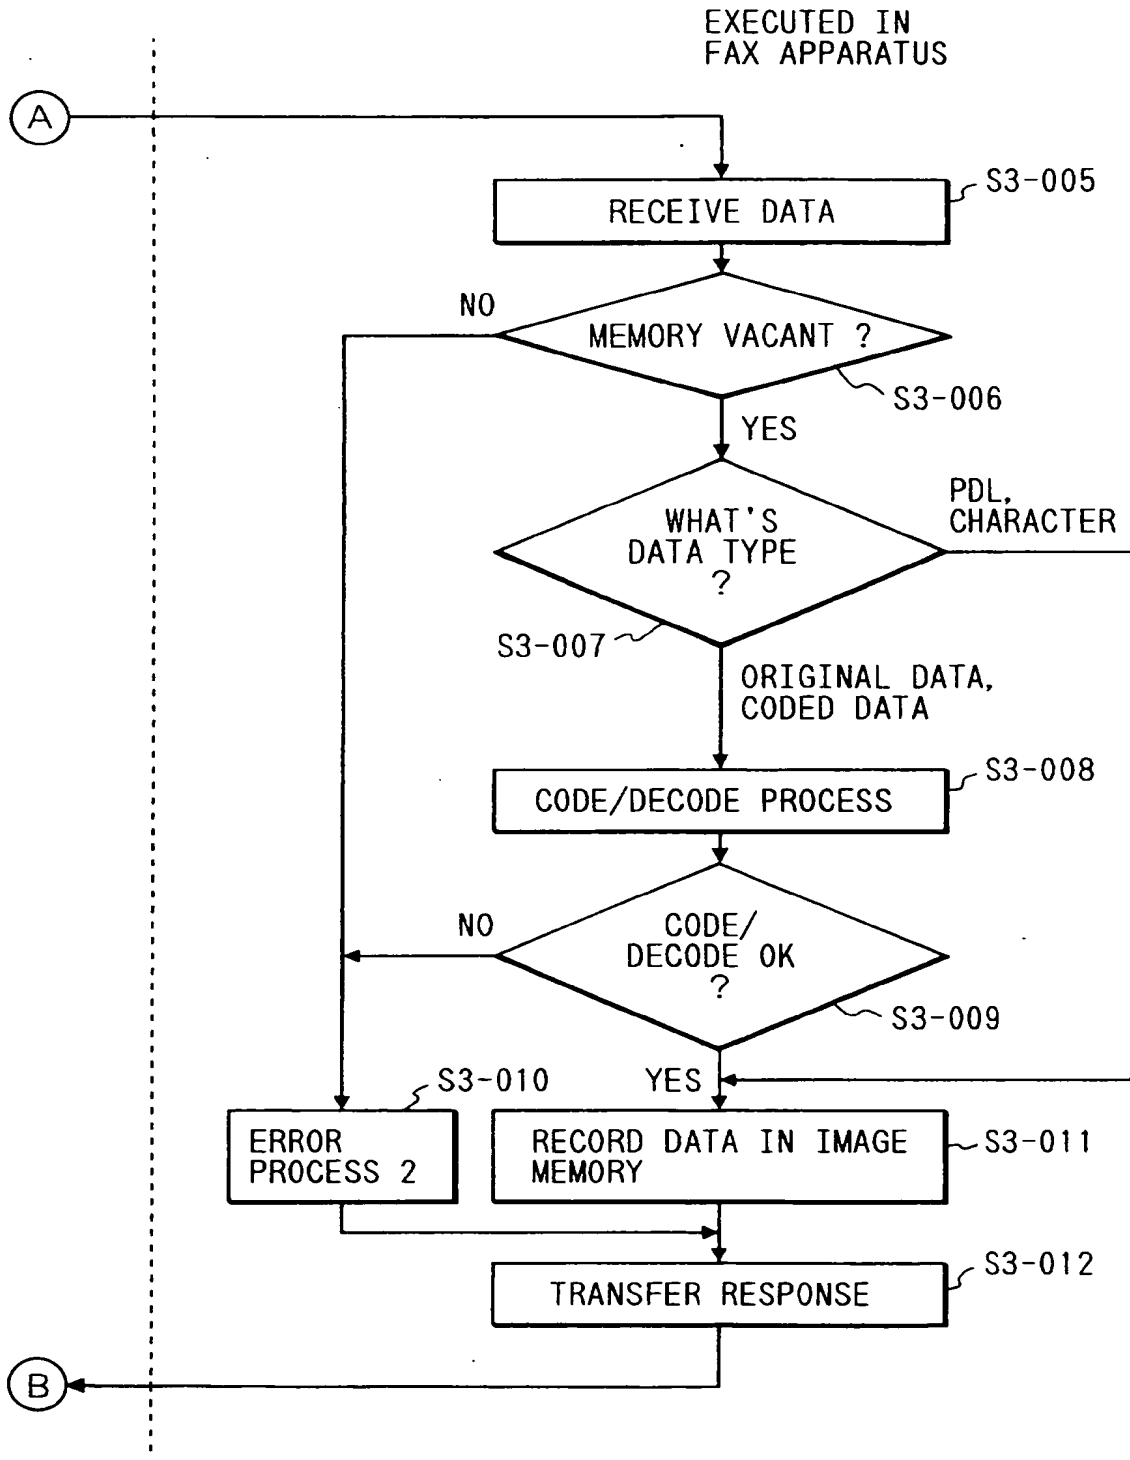 EXECUTED IN
FAX APPARATUS
A
S3-005
RECEIVE DATA
NO
MEMORY VACANT ?
S3-006
YES
PDL,
CHARACTER
WHAT'S
DATA TYPE
?
S3-007
ORIGINAL DATA,
CODED DATA
S3-008
CODE/DECODE PROCESS
NO
CODE/
DECODE OK
?
S3-009
YES
S3-010
ERROR
PROCESS 2
RECORD DATA IN IMAGE
MEMORY
S3-011
S3-012
TRANSFER RESPONSE
B